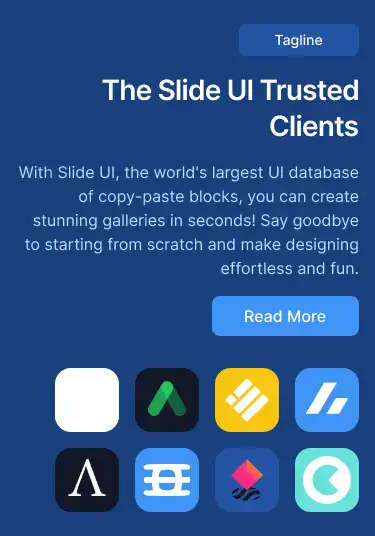 Tagline
The Slide UI Trusted
Clients
With Slide UI, the world's largest UI database
of copy-paste blocks, you can create
stunning galleries in seconds! Say goodbye
to starting from scratch and make designing
effortless and fun.
Read More